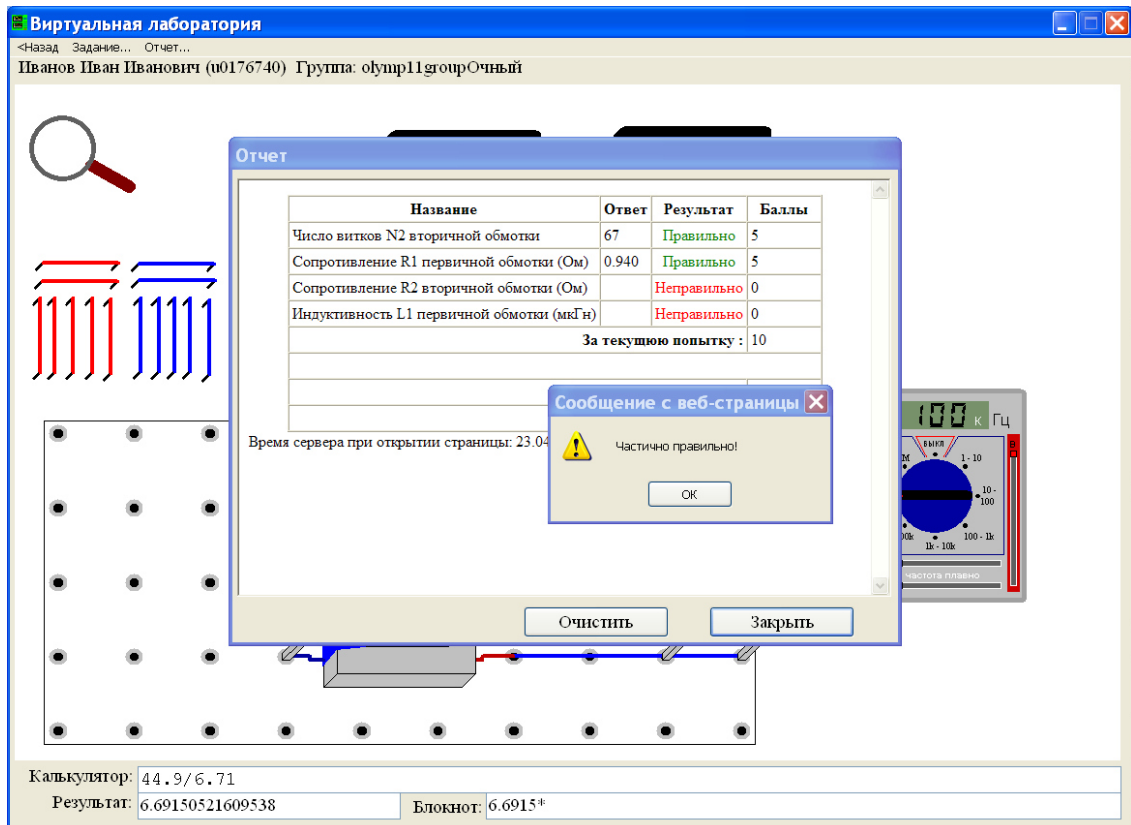 Виртуальная лаборатория
<Назад Задание... Отчет...
Иванов Иван Иванович (u0176740) Группа: olymp11groupОчный
Отчет
Название Ответ Результат Баллы
Число витков N2 вторичной обмотки 67 Правильно 5
Сопротивление R1 первичной обмотки (Ом) 0.940 Правильно 5
Сопротивление R2 вторичной обмотки (Ом) Неправильно 0
Индуктивность L1 первичной обмотки (мкГн) Неправильно 0
За текущую попытку : 10
Время сервера при открытии страницы: 23.04
Сообщение с веб-страницы
Частично правильно!
ОК
100 к Гц
выкл
М 1 - 10
10 -
100
00k 100 - 1k
1k - 10k
частота плавно
В
Очистить Закрыть
Калькулятор: 44.9/6.71
Результат: 6.69150521609538 Блокнот: 6.6915*